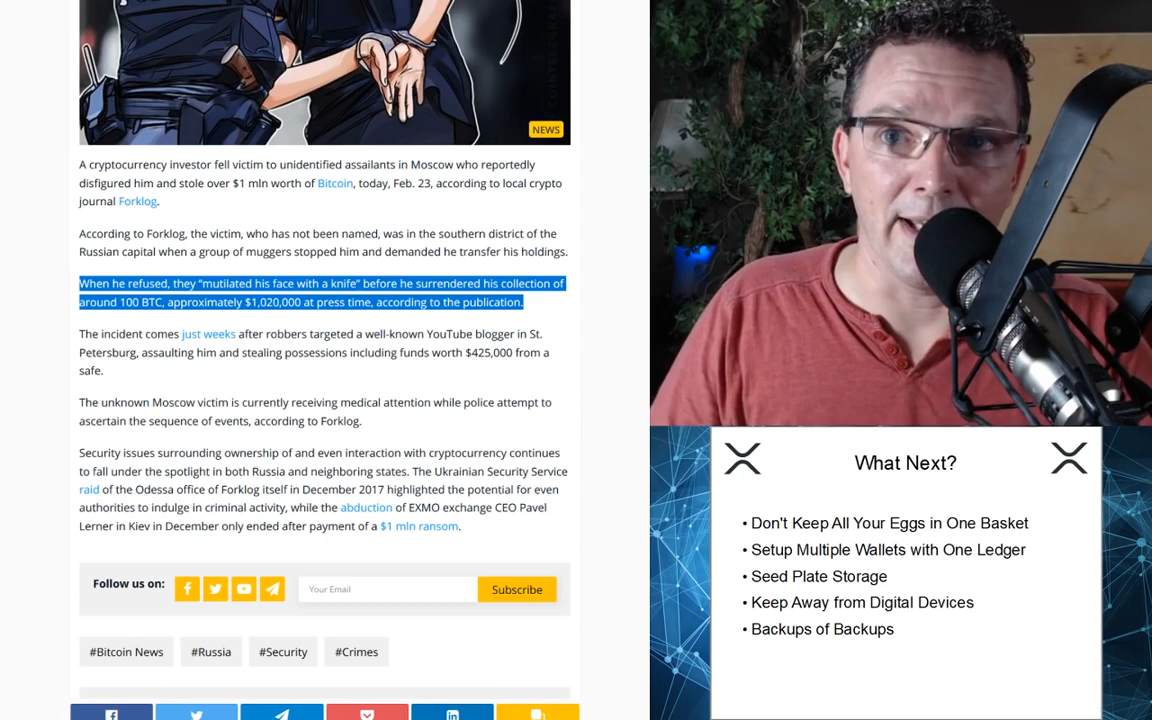 NEWS
A cryptocurrency investor fell victim to unidentified assailants in Moscow who reportedly
disfigured him and stole over $1 mln worth of Bitcoin, today, Feb. 23, according to local crypto
journal Forklog.
According to Forklog, the victim, who has not been named, was in the southern district of the
Russian capital when a group of muggers stopped him and demanded he transfer his holdings.
When he refused, they “mutilated his face with a knife” before he surrendered his collection of
around 100 BTC, approximately $1,020,000 at press time, according to the publication.
The incident comes just weeks after robbers targeted a well-known YouTube blogger in St.
Petersburg, assaulting him and stealing possessions including funds worth $425,000 from a
safe.
The unknown Moscow victim is currently receiving medical attention while police attempt to
ascertain the sequence of events, according to Forklog.
Security issues surrounding ownership of and even interaction with cryptocurrency continues
to fall under the spotlight in both Russia and neighboring states. The Ukrainian Security Service
raid of the Odessa office of Forklog itself in December 2017 highlighted the potential for even
authorities to indulge in criminal activity, while the abduction of EXMO exchange CEO Pavel
Lerner in Kiev in December only ended after payment of a $1 mln ransom.
Follow us on:
Your Email
Subscribe
#Bitcoin News
#Russia
#Security
#Crimes
What Next?
• Don't Keep All Your Eggs in One Basket
• Setup Multiple Wallets with One Ledger
• Seed Plate Storage
• Keep Away from Digital Devices
• Backups of Backups